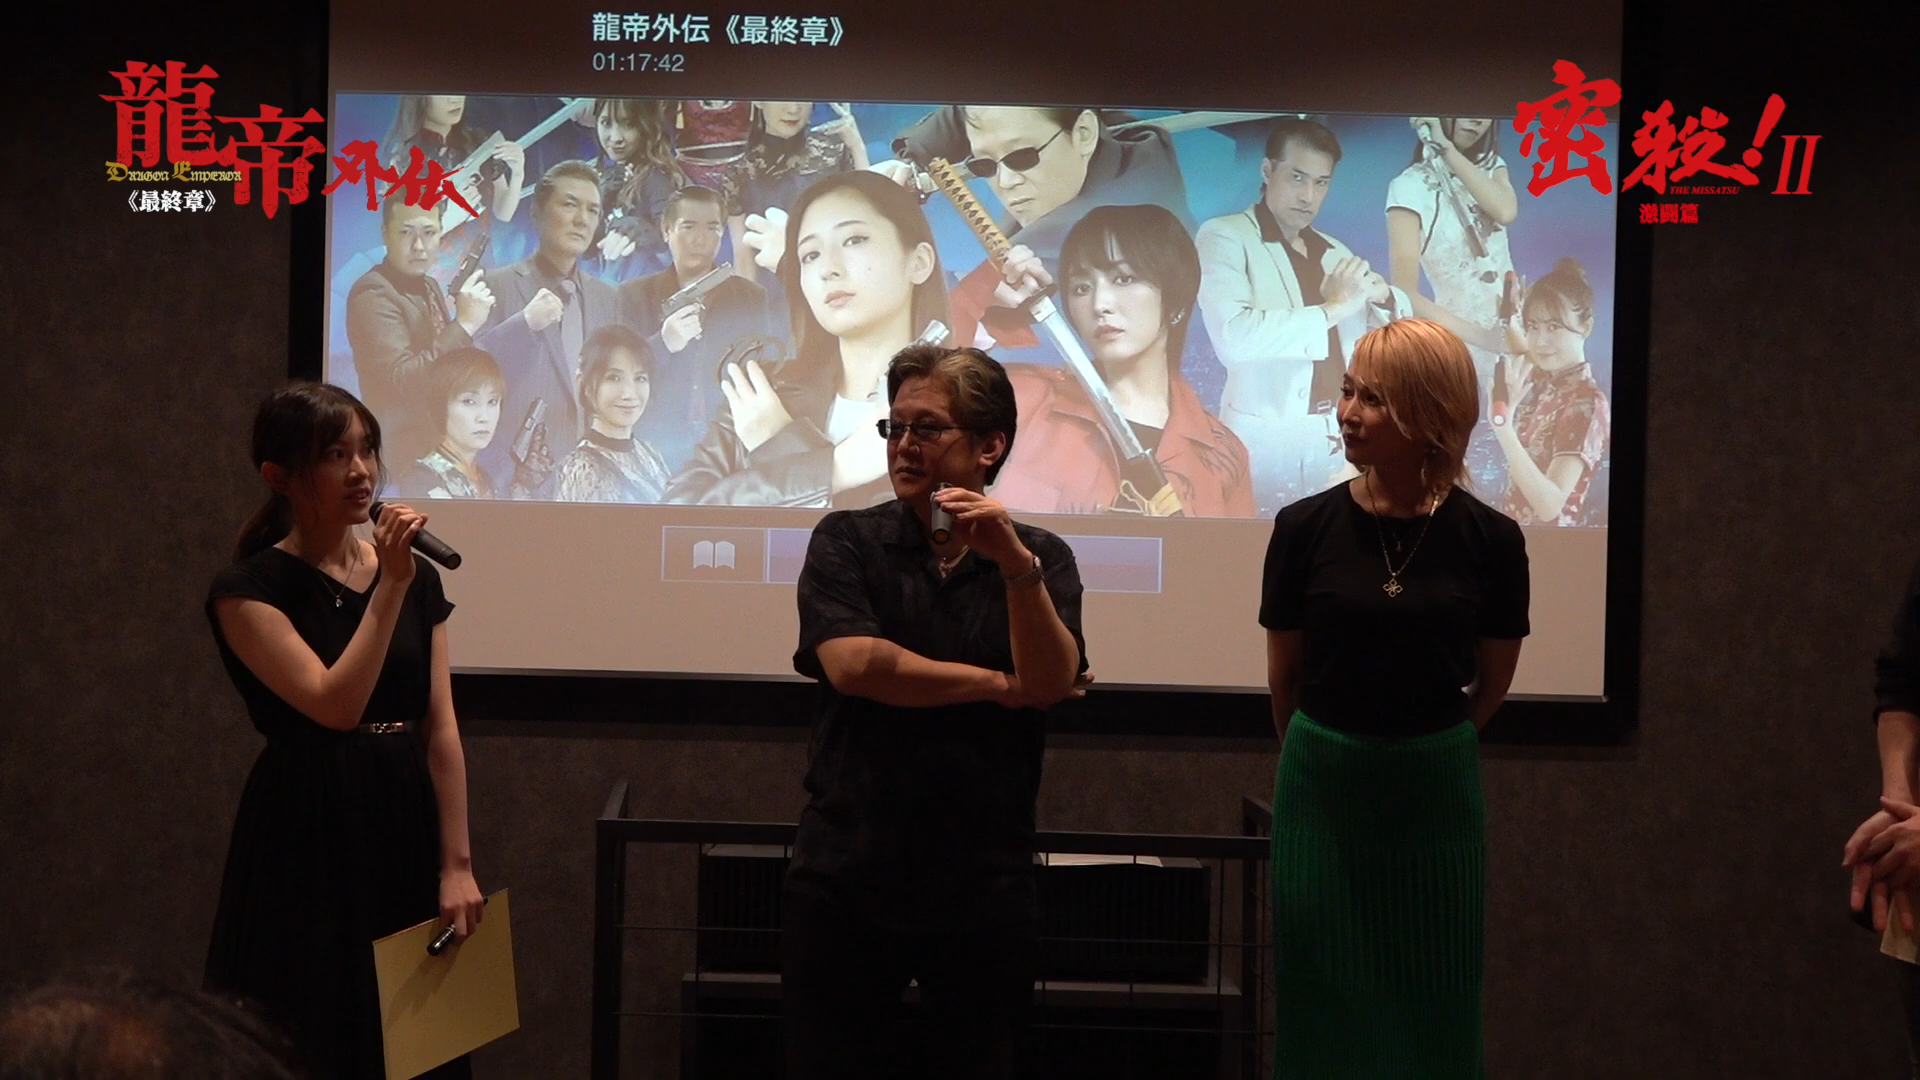 龍帝外伝《最終章》
01:17:42
龍帝外伝
Dragon Emperor
《最終章》
密殺!II
THE MISSATSU
激闘篇